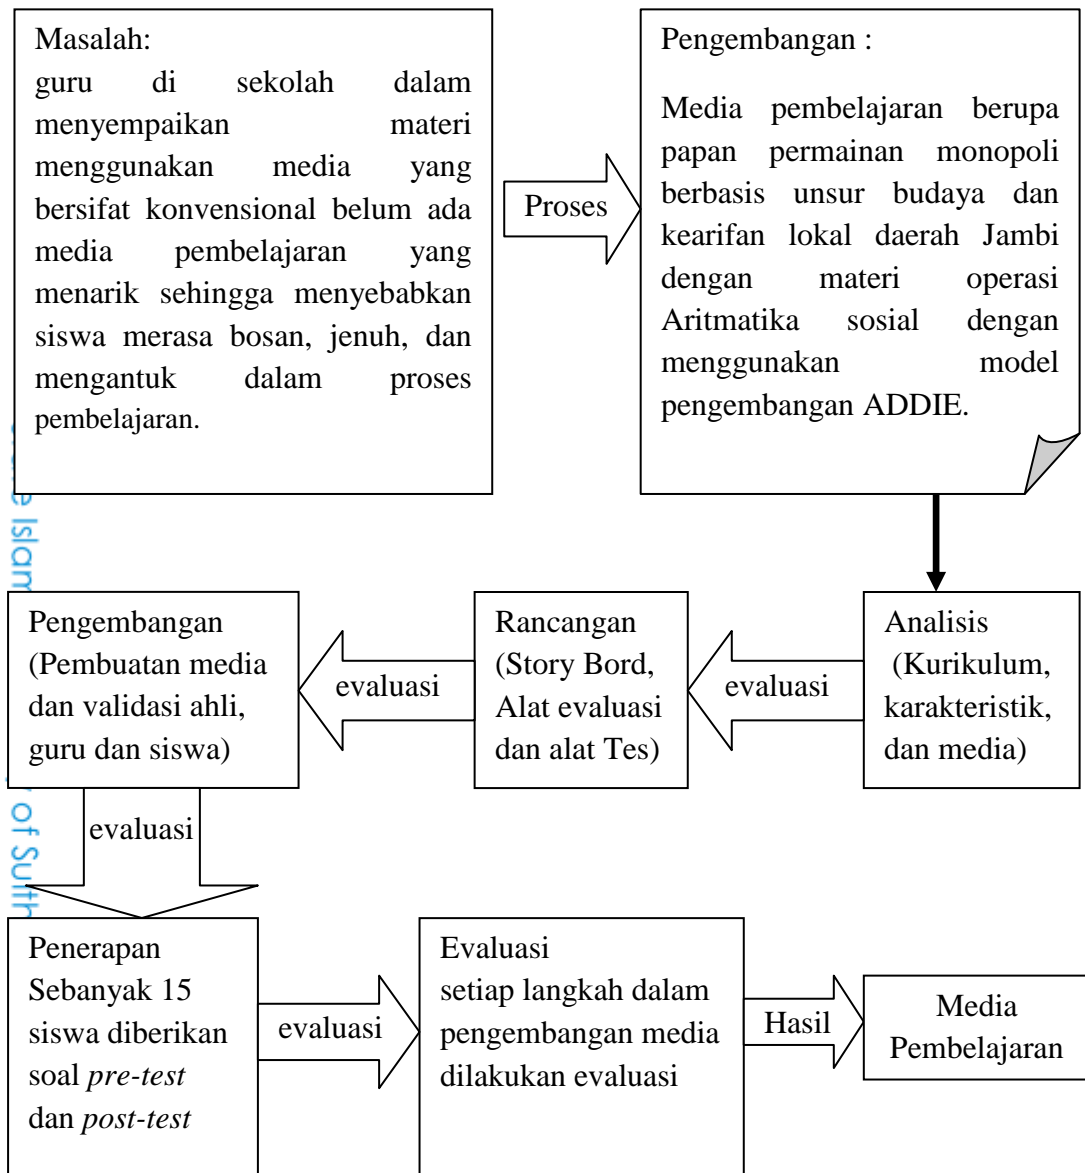 Masalah:
guru di sekolah dalam
menyempaikan materi
menggunakan media yang
bersifat konvensional belum ada
media pembelajaran yang
menarik sehingga menyebabkan
siswa merasa bosan, jenuh, dan
mengantuk dalam proses
pembelajaran.
Proses
Pengembangan :
Media pembelajaran berupa
papan permainan monopoli
berbasis unsur budaya dan
kearifan lokal daerah Jambi
dengan materi operasi
Aritmatika sosial dengan
menggunakan model
pengembangan ADDIE.
Analisis
(Kurikulum,
karakteristik,
dan media)
evaluasi
Rancangan
(Story Bord,
Alat evaluasi
dan alat Tes)
evaluasi
Pengembangan
(Pembuatan media
dan validasi ahli,
guru dan siswa)
evaluasi
Penerapan
Sebanyak 15
siswa diberikan
soal pre-test
dan post-test
evaluasi
Evaluasi
setiap langkah dalam
pengembangan media
dilakukan evaluasi
Hasil
Media
Pembelajaran
of